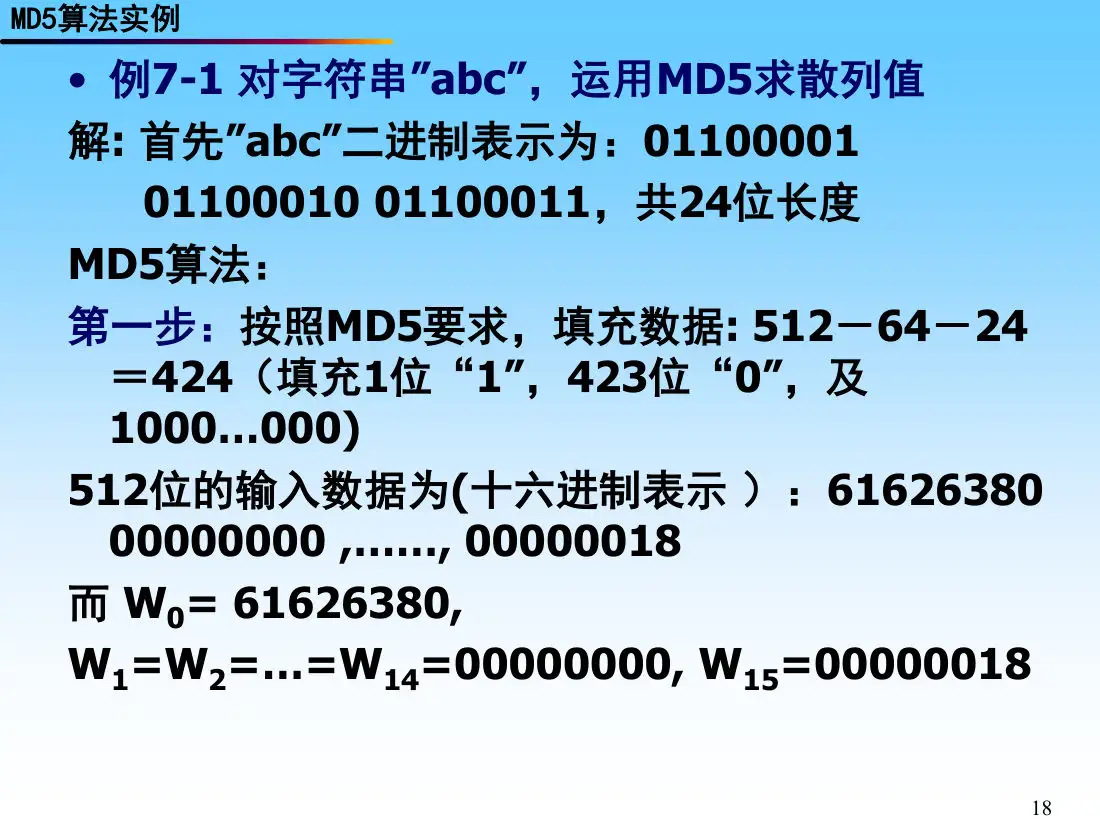 MD5算法实例
• 例7-1 对字符串”abc”，运用MD5求散列值
解: 首先”abc”二进制表示为：01100001
01100010 01100011，共24位长度
MD5算法：
第一步：按照MD5要求，填充数据: 512－64－24
＝424（填充1位“1”，423位“0”，及
1000…000)
512位的输入数据为(十六进制表示 ）：61626380
00000000 ,……, 00000018
而 W₀= 61626380,
W₁=W₂=…=W₁₄=00000000, W₁₅=00000018
18